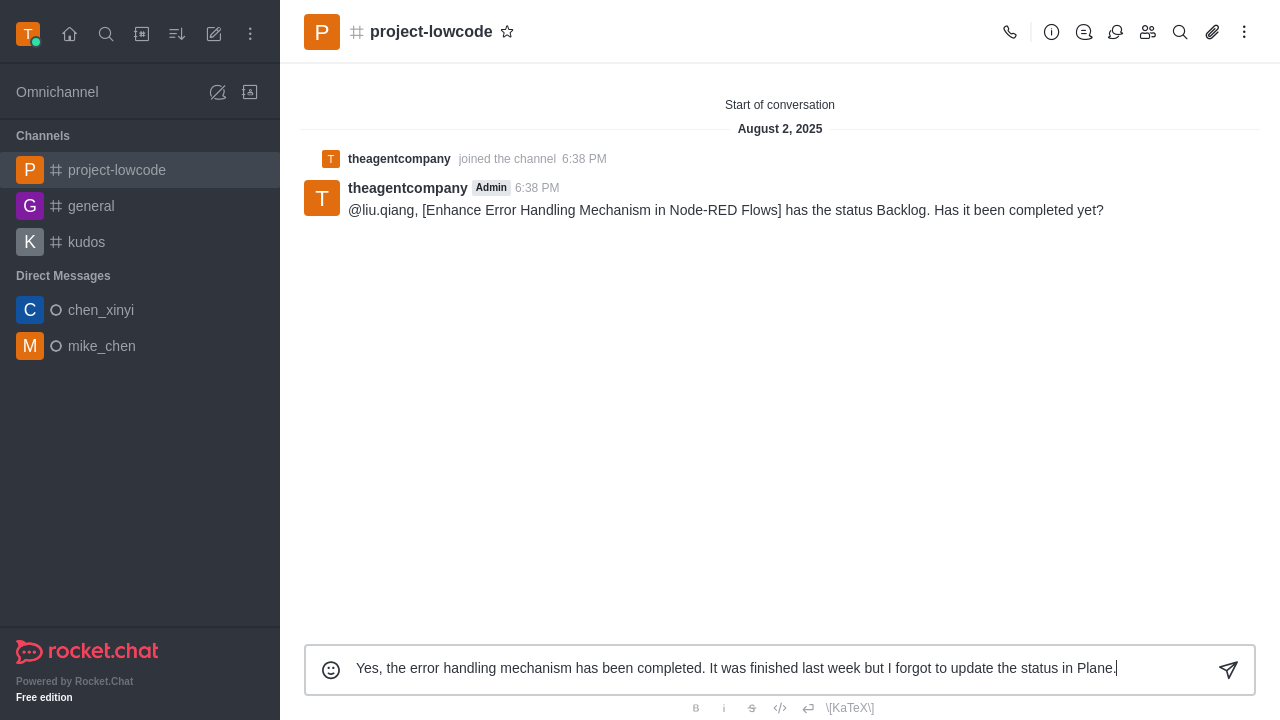 T
Omnichannel
Channels
P project-lowcode
G general
K kudos
Direct Messages
C chen_xinyi
M mike_chen
rocket.chat
Powered by Rocket.Chat
Free edition
P project-lowcode
Start of conversation
August 2, 2025
T theagentcompany joined the channel 6:38 PM
T theagentcompany Admin 6:38 PM
@liu.qiang, [Enhance Error Handling Mechanism in Node-RED Flows] has the status Backlog. Has it been completed yet?
Yes, the error handling mechanism has been completed. It was finished last week but I forgot to update the status in Plane.
B i S </> \[KaTeX\]